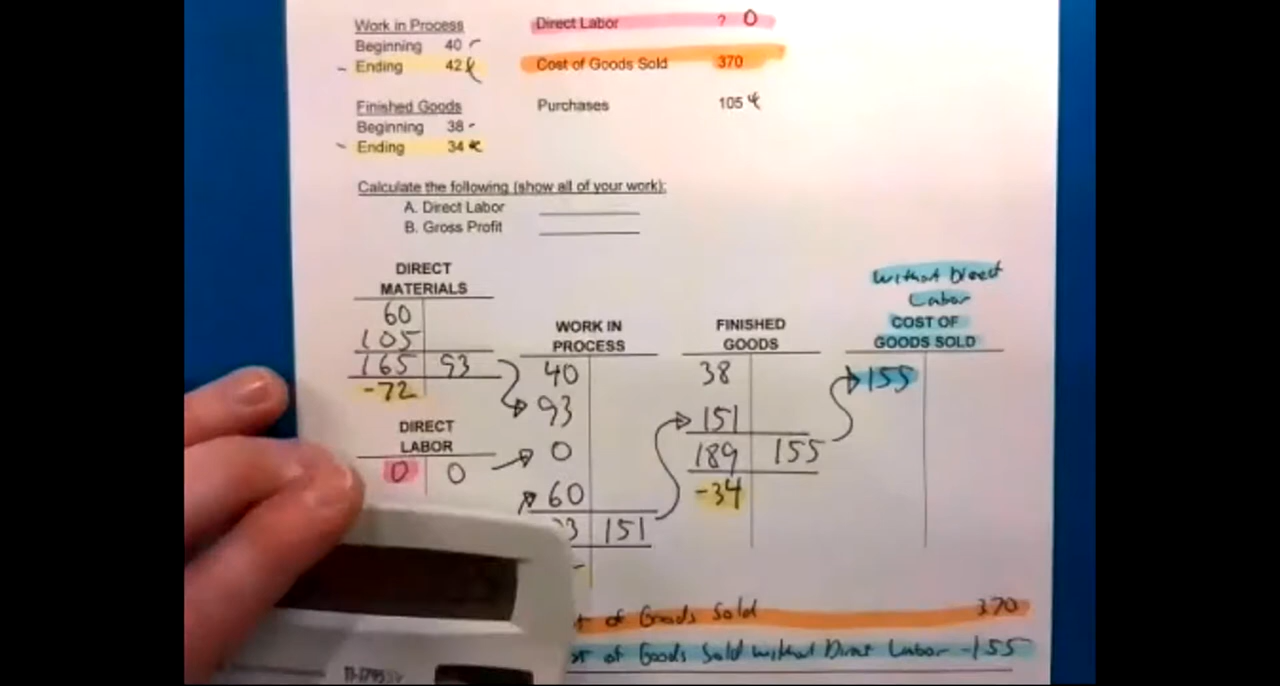 Work in Process
Direct Labor ? 0
Beginning 40
Ending 42
Cost of Goods Sold 370
Finished Goods
Purchases 105
Beginning 38
Ending 34
Calculate the following (show all of your work):
A. Direct Labor
B. Gross Profit
DIRECT
MATERIALS
60
105
165 93
-72
DIRECT
LABOR
0 0
WORK IN
PROCESS
40
93
0
60
3 151
FINISHED
GOODS
38
151
189 155
-34
Without Direct
Labor
COST OF
GOODS SOLD
155
of Goods Sold 370
of Goods Sold without Direct Labor -155